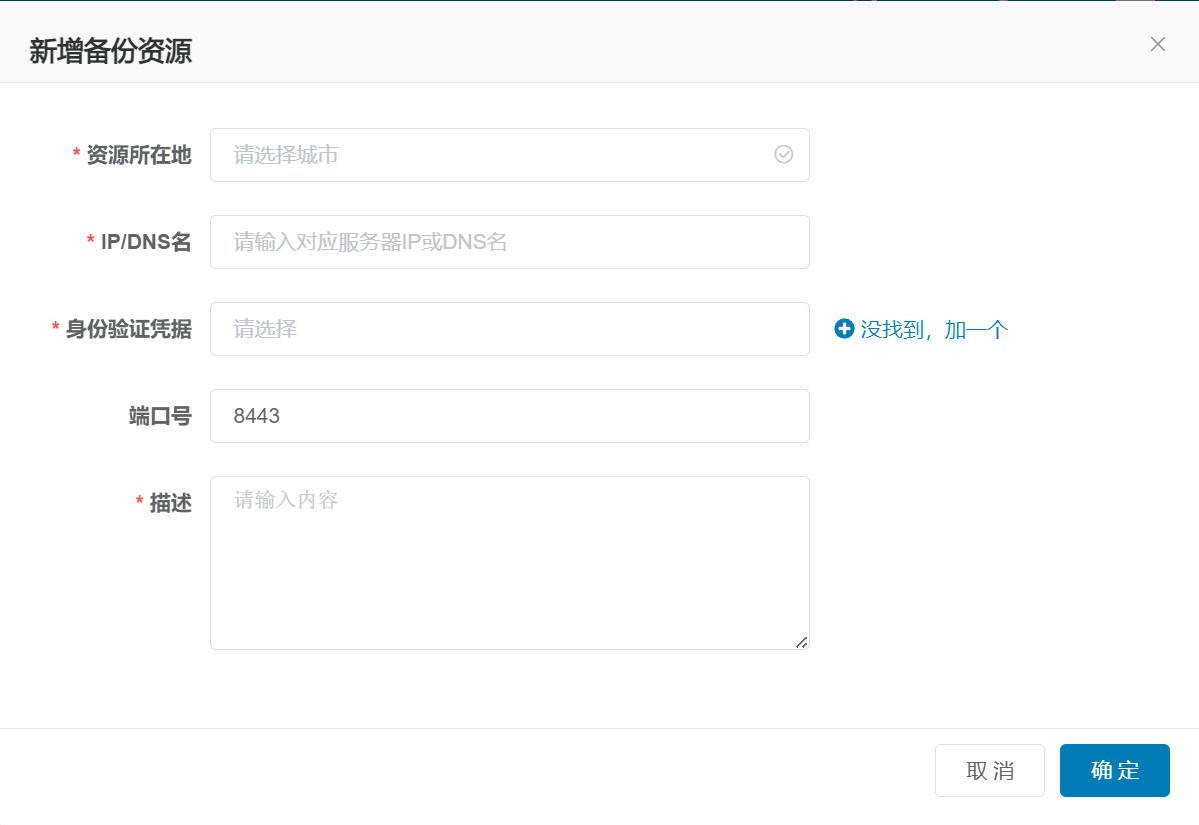 新增备份资源
* 资源所在地 请选择城市
* IP/DNS名 请输入对应服务器IP或DNS名
* 身份验证凭据 请选择 没找到，加一个
端口号 8443
* 描述 请输入内容
取消 确定